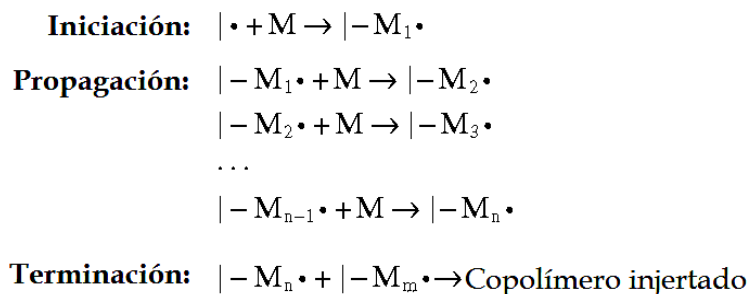 Iniciación: |• + M → |–M₁•
Propagación: |–M₁• + M → |–M₂•
|–M₂• + M → |–M₃•
...
|–Mₙ₋₁• + M → |–Mₙ•
Terminación: |–Mₙ• + |–Mₘ• → Copolímero injertado